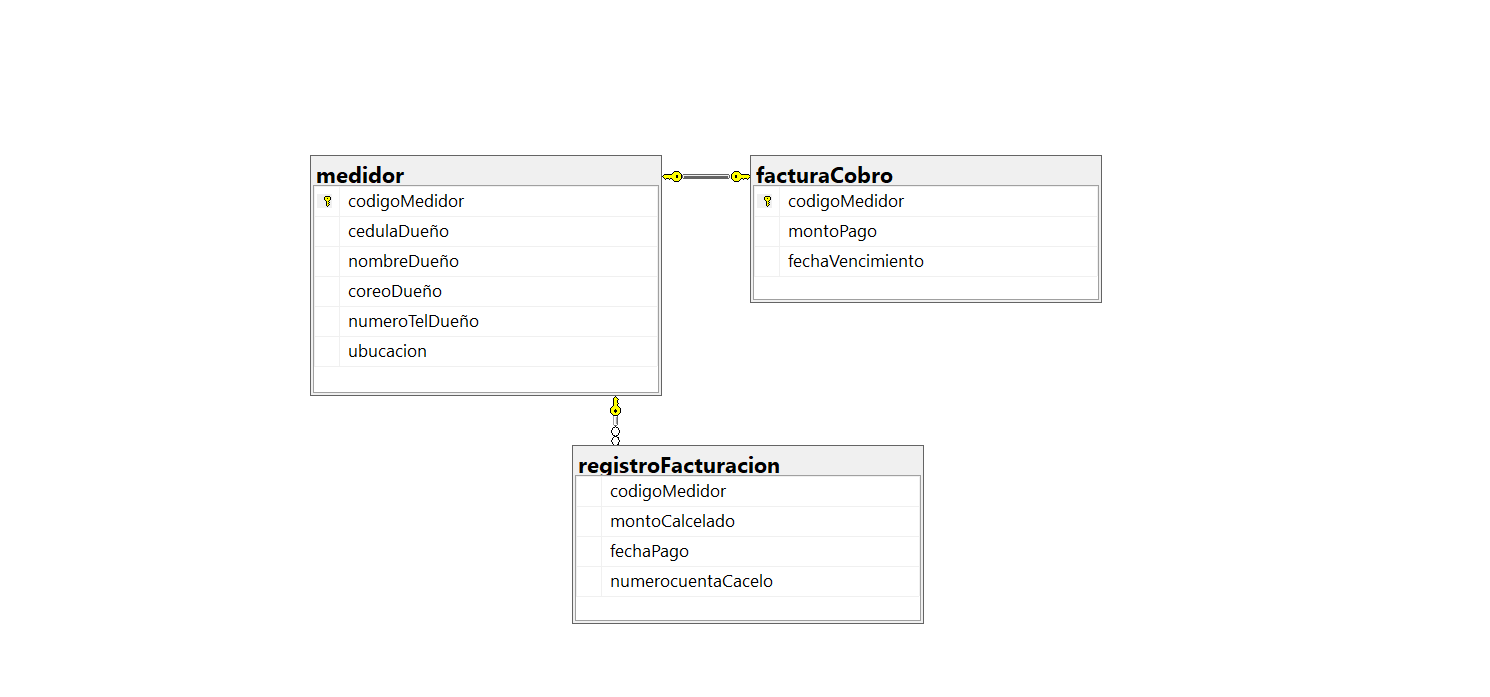 medidor
codigoMedidor
cedulaDueño
nombreDueño
coreoDueño
numeroTelDueño
ubucacion
facturaCobro
codigoMedidor
montoPago
fechaVencimiento
registroFacturacion
codigoMedidor
montoCalcelado
fechaPago
numerocuentaCacelo